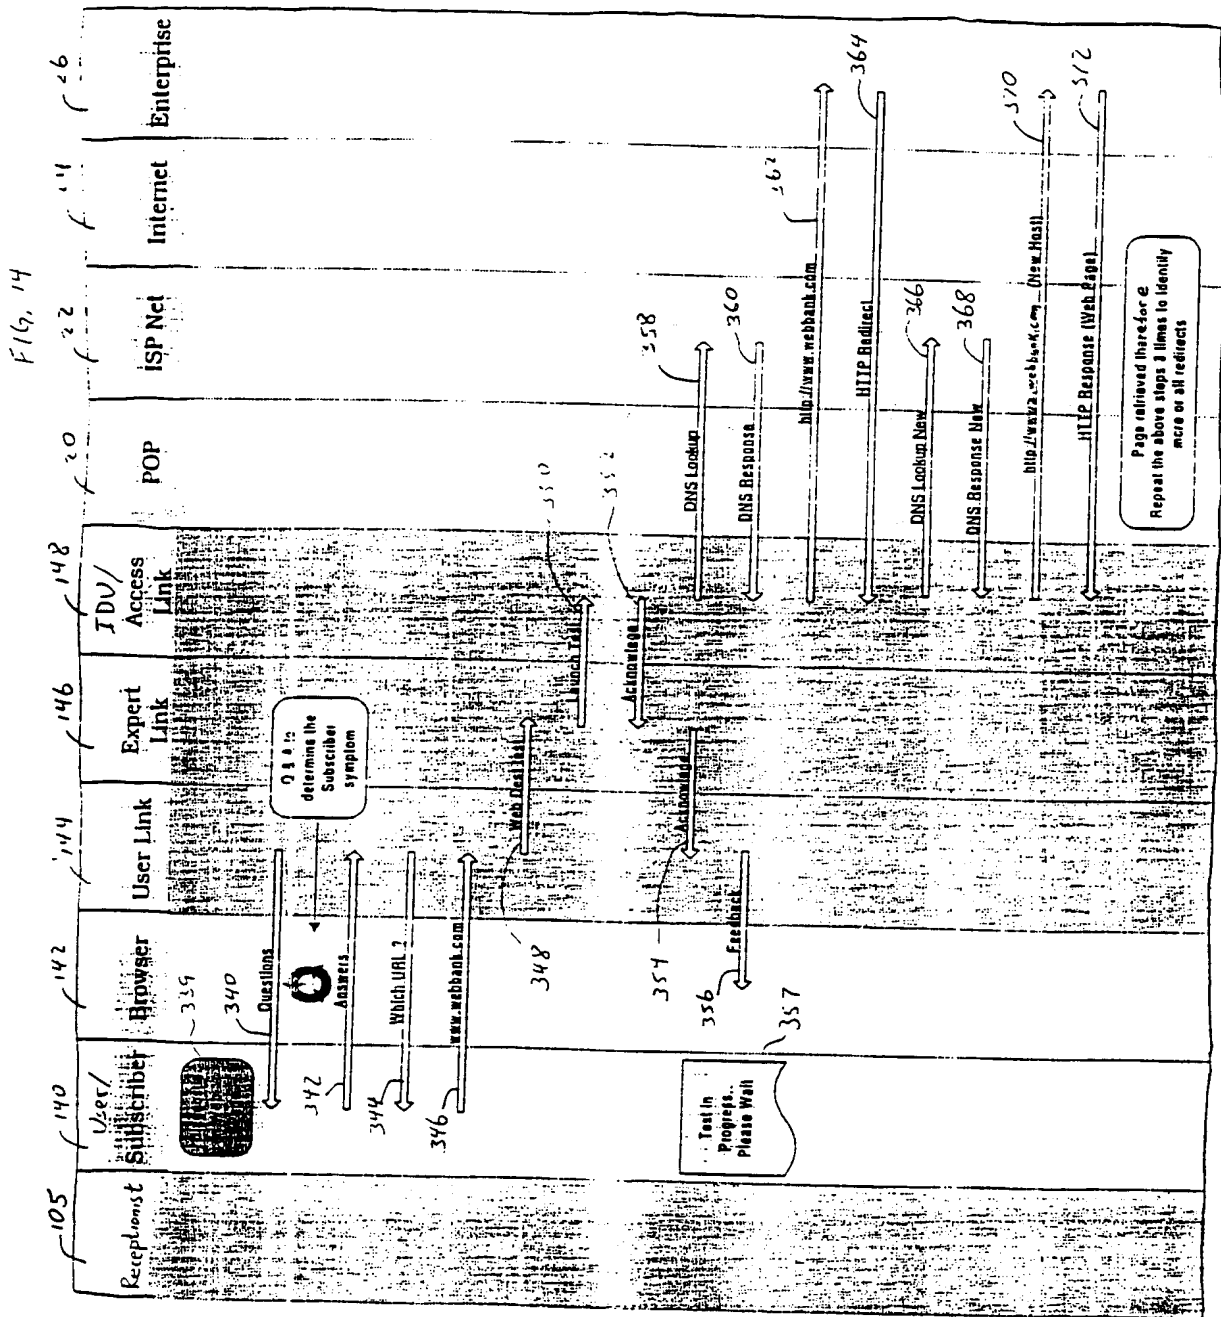 FIG. 14
105
140
142
144
146
148
20
22
14
26
Receptionist
User/
Subscriber
Browser
User Link
Expert
Link
IDV/
Access
Link
POP
ISP Net
Internet
Enterprise
339
340
Questions
Q & A to
determine the
Subscriber
symptom
342
Answers
344
Which URL ?
346
www.webbank.com
348
Web Request
350
Launch Test
352
Acknowledge
354
Acknowledge
356
Feedback
357
Test in
Progress..
Please Wait
358
DNS Lookup
360
DNS Response
362
http://www.webbank.com
364
HTTP Redirect
366
DNS Lookup New
368
DNS Response New
370
(New Host)
372
HTTP Response (Web Page)
Page retrieved therefore
Repeat the above steps 3 times to identify
more or all redirects